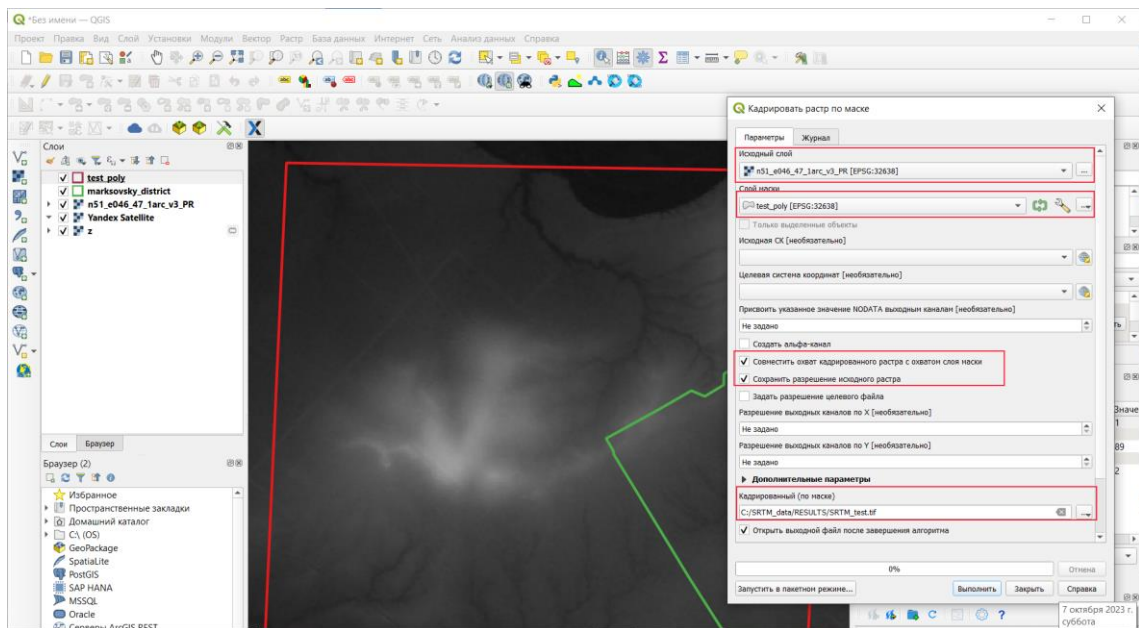 *Без имени — QGIS
Проект Правка Вид Слой Установки Модули Вектор Растр База данных Интернет Сеть Анализ данных Справка
Слои
test_poly
marksovsky_district
n51_e046_47_1arc_v3_PR
Yandex Satellite
z
Слои Браузер
Браузер (2)
Избранное
Пространственные закладки
Домашний каталог
C:\ (OS)
GeoPackage
SpatiaLite
PostGIS
SAP HANA
MSSQL
Oracle
Серверы ArcGIS REST
Кадрировать растр по маске
Параметры Журнал
Исходный слой
n51_e046_47_1arc_v3_PR [EPSG:32638]
Слой маски
test_poly [EPSG:32638]
Только выделенные объекты
Исходная СК [необязательно]
Целевая система координат [необязательно]
Присвоить указанное значение NODATA выходным каналам [необязательно]
Не задано
Создать альфа-канал
Совместить охват кадрированного растра с охватом слоя маски
Сохранить разрешение исходного растра
Задать разрешение целевого файла
Разрешение выходных каналов по X [необязательно]
Не задано
Разрешение выходных каналов по Y [необязательно]
Не задано
Дополнительные параметры
Кадрированный (по маске)
C:/SRTM_data/RESULTS/SRTM_test.tif
Открыть выходной файл после завершения алгоритма
0%
Отмена
Запустить в пакетном режиме... Выполнить Закрыть Справка
7 октября 2023 г.
суббота